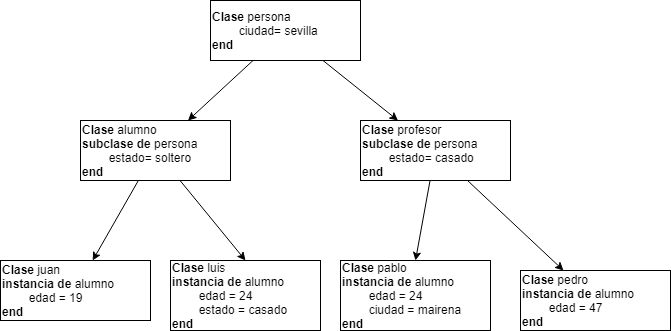 Clase persona
ciudad= sevilla
end
Clase alumno
subclase de persona
estado= soltero
end
Clase profesor
subclase de persona
estado= casado
end
Clase juan
instancia de alumno
edad = 19
end
Clase luis
instancia de alumno
edad = 24
estado = casado
end
Clase pablo
instancia de alumno
edad = 24
ciudad = mairena
end
Clase pedro
instancia de alumno
edad = 47
end